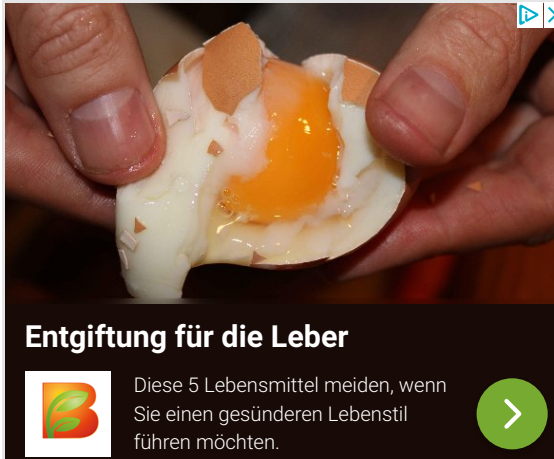 Entgiftung für die Leber
Diese 5 Lebensmittel meiden, wenn
Sie einen gesünderen Lebenstil
führen möchten.